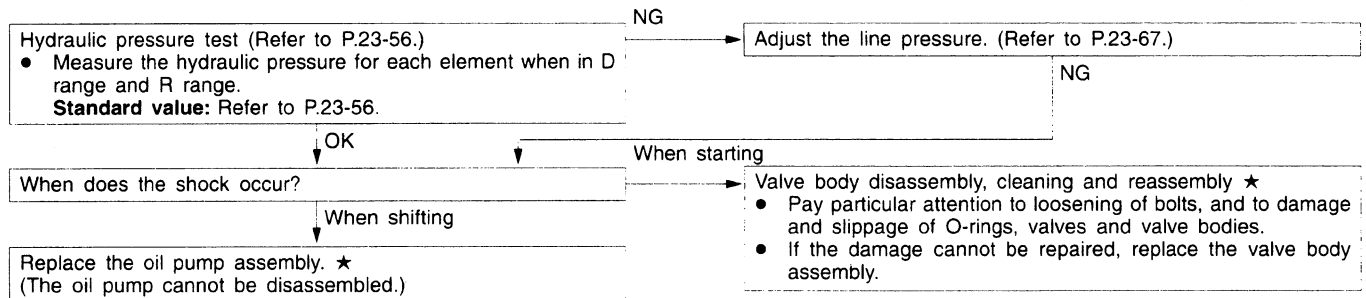 NG
Hydraulic pressure test (Refer to P.23-56.)
● Measure the hydraulic pressure for each element when in D
range and R range.
Standard value: Refer to P.23-56.
Adjust the line pressure. (Refer to P.23-67.)
NG
OK
When starting
When does the shock occur?
Valve body disassembly, cleaning and reassembly ★
● Pay particular attention to loosening of bolts, and to damage
and slippage of O-rings, valves and valve bodies.
● If the damage cannot be repaired, replace the valve body
assembly.
When shifting
Replace the oil pump assembly. ★
(The oil pump cannot be disassembled.)